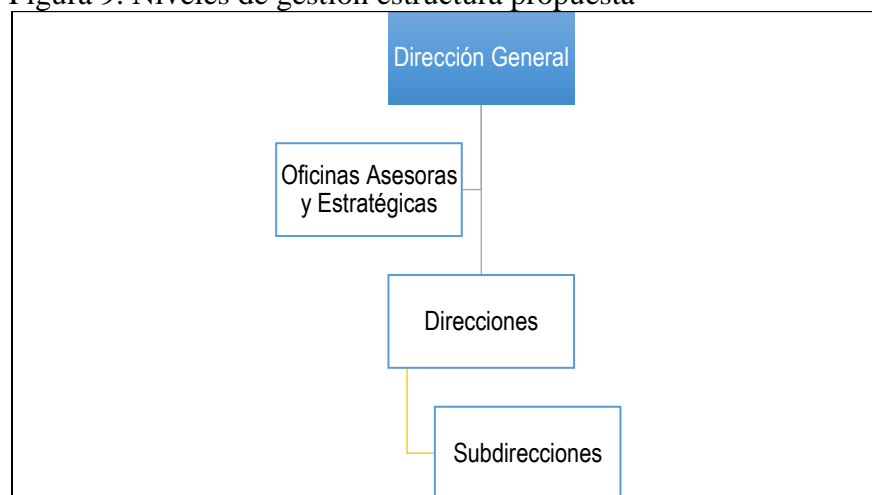 Figura 9. Niveles de gestión estructura propuesta
Dirección General
Oficinas Asesoras
y Estratégicas
Direcciones
Subdirecciones